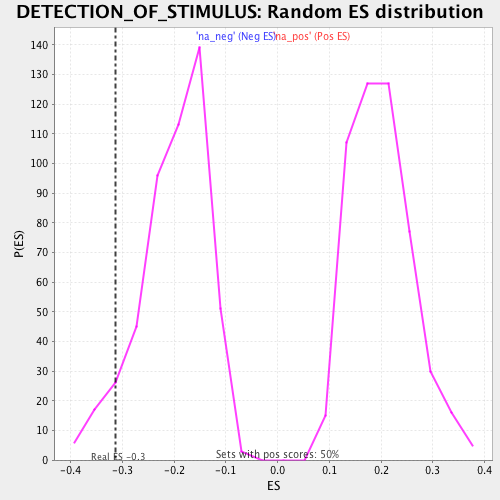 DETECTION_OF_STIMULUS: Random ES distribution
'na_neg' (Neg ES)
'na_pos' (Pos ES)
140
130
120
110
100
90
80
70
60
50
40
30
20
10
0
P(ES)
Real ES -0.3
Sets with pos scores: 50%
-0.4 -0.3 -0.2 -0.1 0.0 0.1 0.2 0.3 0.4
ES